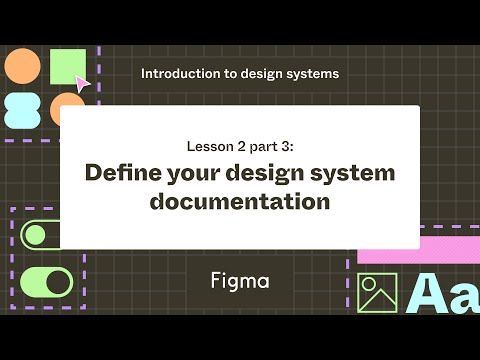 Introduction to design systems
Lesson 2 part 3:
Define your design system
documentation
Figma
Aa